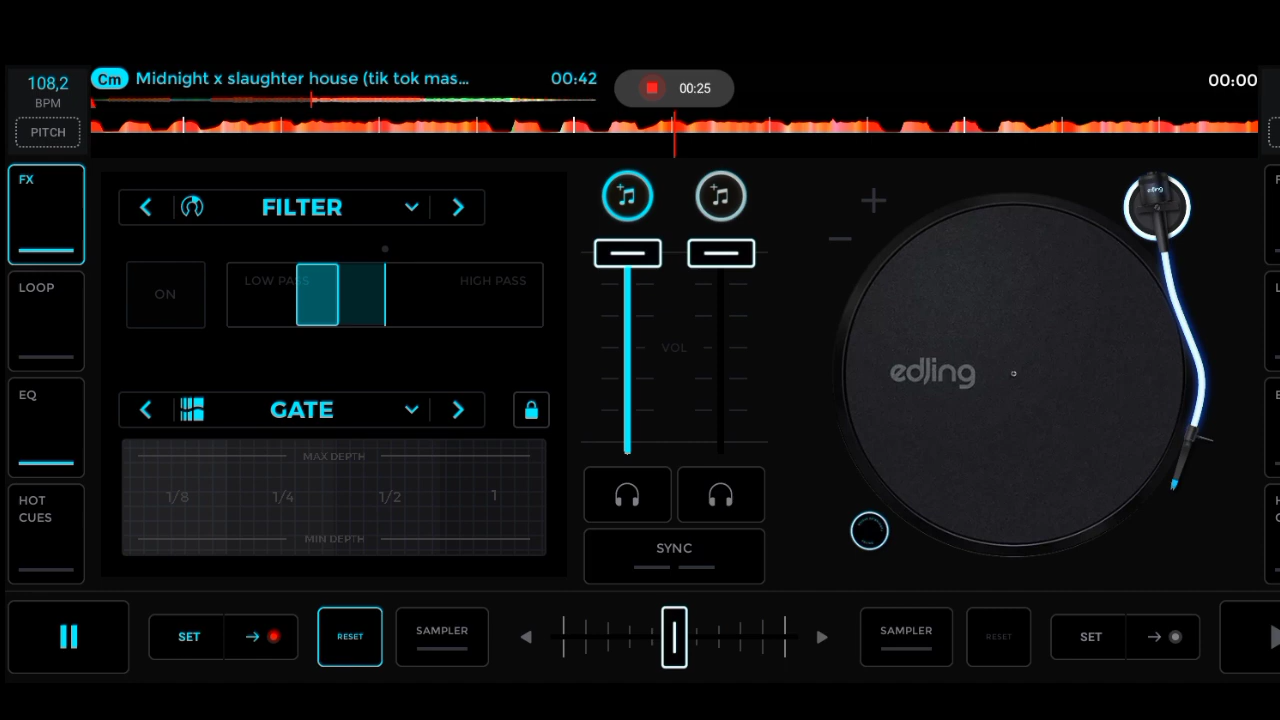 108,2
BPM
PITCH
Cm Midnight x slaughter house (tik tok mas... 00:42
00:25
00:00
FX
LOOP
EQ
HOT
CUES
FILTER
ON
LOW PASS
HIGH PASS
GATE
MAX DEPTH
1/8 1/4 1/2 1
MIN DEPTH
VOL
SYNC
edjing
edjing
SET
RESET
SAMPLER
SAMPLER
RESET
SET